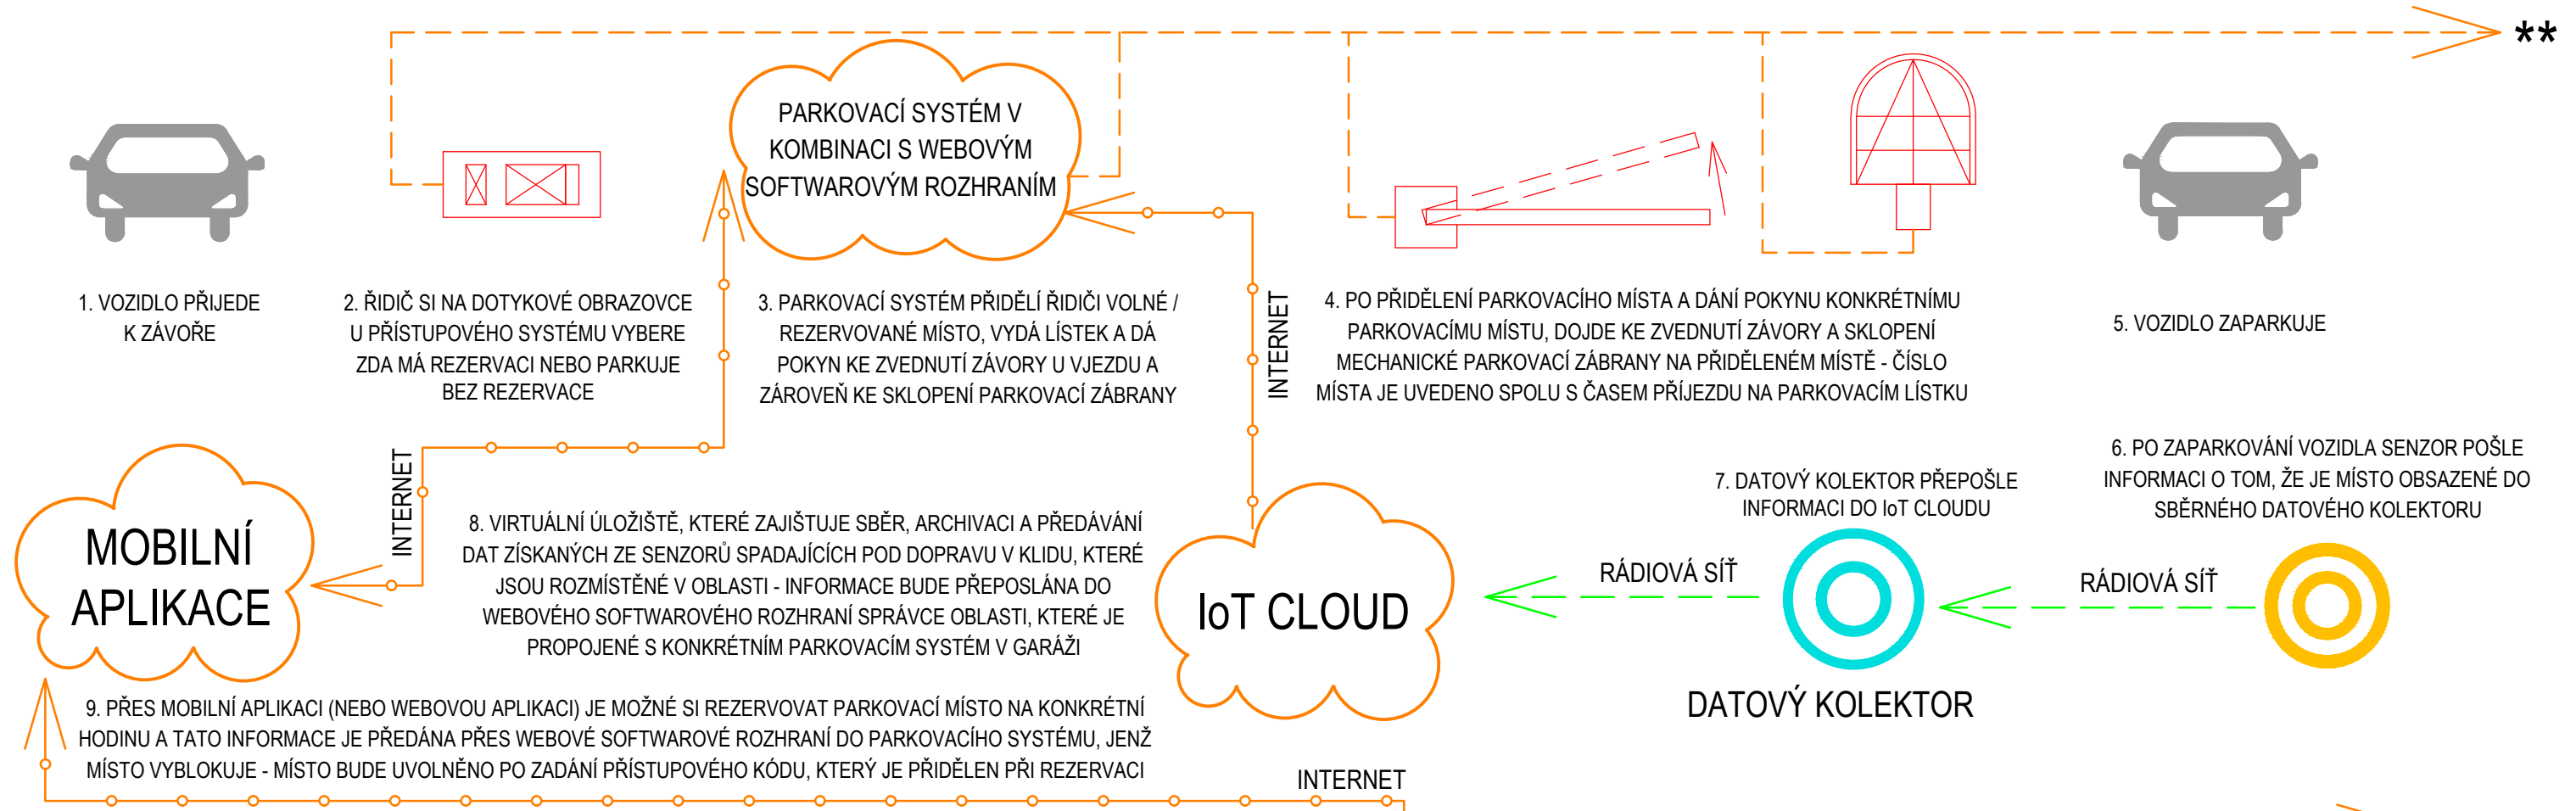 **
PARKOVACÍ SYSTÉM V
KOMBINACI S WEBOVÝM
SOFTWAROVÝM ROZHRANÍM
1. VOZIDLO PŘIJEDE
K ZÁVOŘE
2. ŘIDIČ SI NA DOTYKOVÉ OBRAZOVCE
U PŘÍSTUPOVÉHO SYSTÉMU VYBERE
ZDA MÁ REZERVACI NEBO PARKUJE
BEZ REZERVACE
3. PARKOVACÍ SYSTÉM PŘIDĚLÍ ŘIDIČI VOLNÉ /
REZERVOVANÉ MÍSTO, VYDÁ LÍSTEK A DÁ
POKYN KE ZVEDNUTÍ ZÁVORY U VJEZDU A
ZÁROVEŇ KE SKLOPENÍ PARKOVACÍ ZÁBRANY
INTERNET
4. PO PŘIDĚLENÍ PARKOVACÍHO MÍSTA A DÁNÍ POKYNU KONKRÉTNÍMU
PARKOVACÍMU MÍSTU, DOJDE KE ZVEDNUTÍ ZÁVORY A SKLOPENÍ
MECHANICKÉ PARKOVACÍ ZÁBRANY NA PŘIDĚLENÉM MÍSTĚ - ČÍSLO
MÍSTA JE UVEDENO SPOLU S ČASEM PŘÍJEZDU NA PARKOVACÍM LÍSTKU
5. VOZIDLO ZAPARKUJE
6. PO ZAPARKOVÁNÍ VOZIDLA SENZOR POŠLE
INFORMACI O TOM, ŽE JE MÍSTO OBSAZENÉ DO
SBĚRNÉHO DATOVÉHO KOLEKTORU
RÁDIOVÁ SÍŤ
7. DATOVÝ KOLEKTOR PŘEPOŠLE
INFORMACI DO IoT CLOUDU
RÁDIOVÁ SÍŤ
DATOVÝ KOLEKTOR
IoT CLOUD
8. VIRTUÁLNÍ ÚLOŽIŠTĚ, KTERÉ ZAJIŠTUJE SBĚR, ARCHIVACI A PŘEDÁVÁNÍ
DAT ZÍSKANÝCH ZE SENZORŮ SPADAJÍCÍCH POD DOPRAVU V KLIDU, KTERÉ
JSOU ROZMÍSTĚNÉ V OBLASTI - INFORMACE BUDE PŘEPOSLÁNA DO
WEBOVÉHO SOFTWAROVÉHO ROZHRANÍ SPRÁVCE OBLASTI, KTERÉ JE
PROPOJENÉ S KONKRÉTNÍM PARKOVACÍM SYSTÉM V GARÁŽI
INTERNET
MOBILNÍ
APLIKACE
9. PŘES MOBILNÍ APLIKACI (NEBO WEBOVOU APLIKACI) JE MOŽNÉ SI REZERVOVAT PARKOVACÍ MÍSTO NA KONKRÉTNÍ
HODINU A TATO INFORMACE JE PŘEDÁNA PŘES WEBOVÉ SOFTWAROVÉ ROZHRANÍ DO PARKOVACÍHO SYSTÉMU, JENŽ
MÍSTO VYBLOKUJE - MÍSTO BUDE UVOLNĚNO PO ZADÁNÍ PŘÍSTUPOVÉHO KÓDU, KTERÝ JE PŘIDĚLEN PŘI REZERVACI
INTERNET